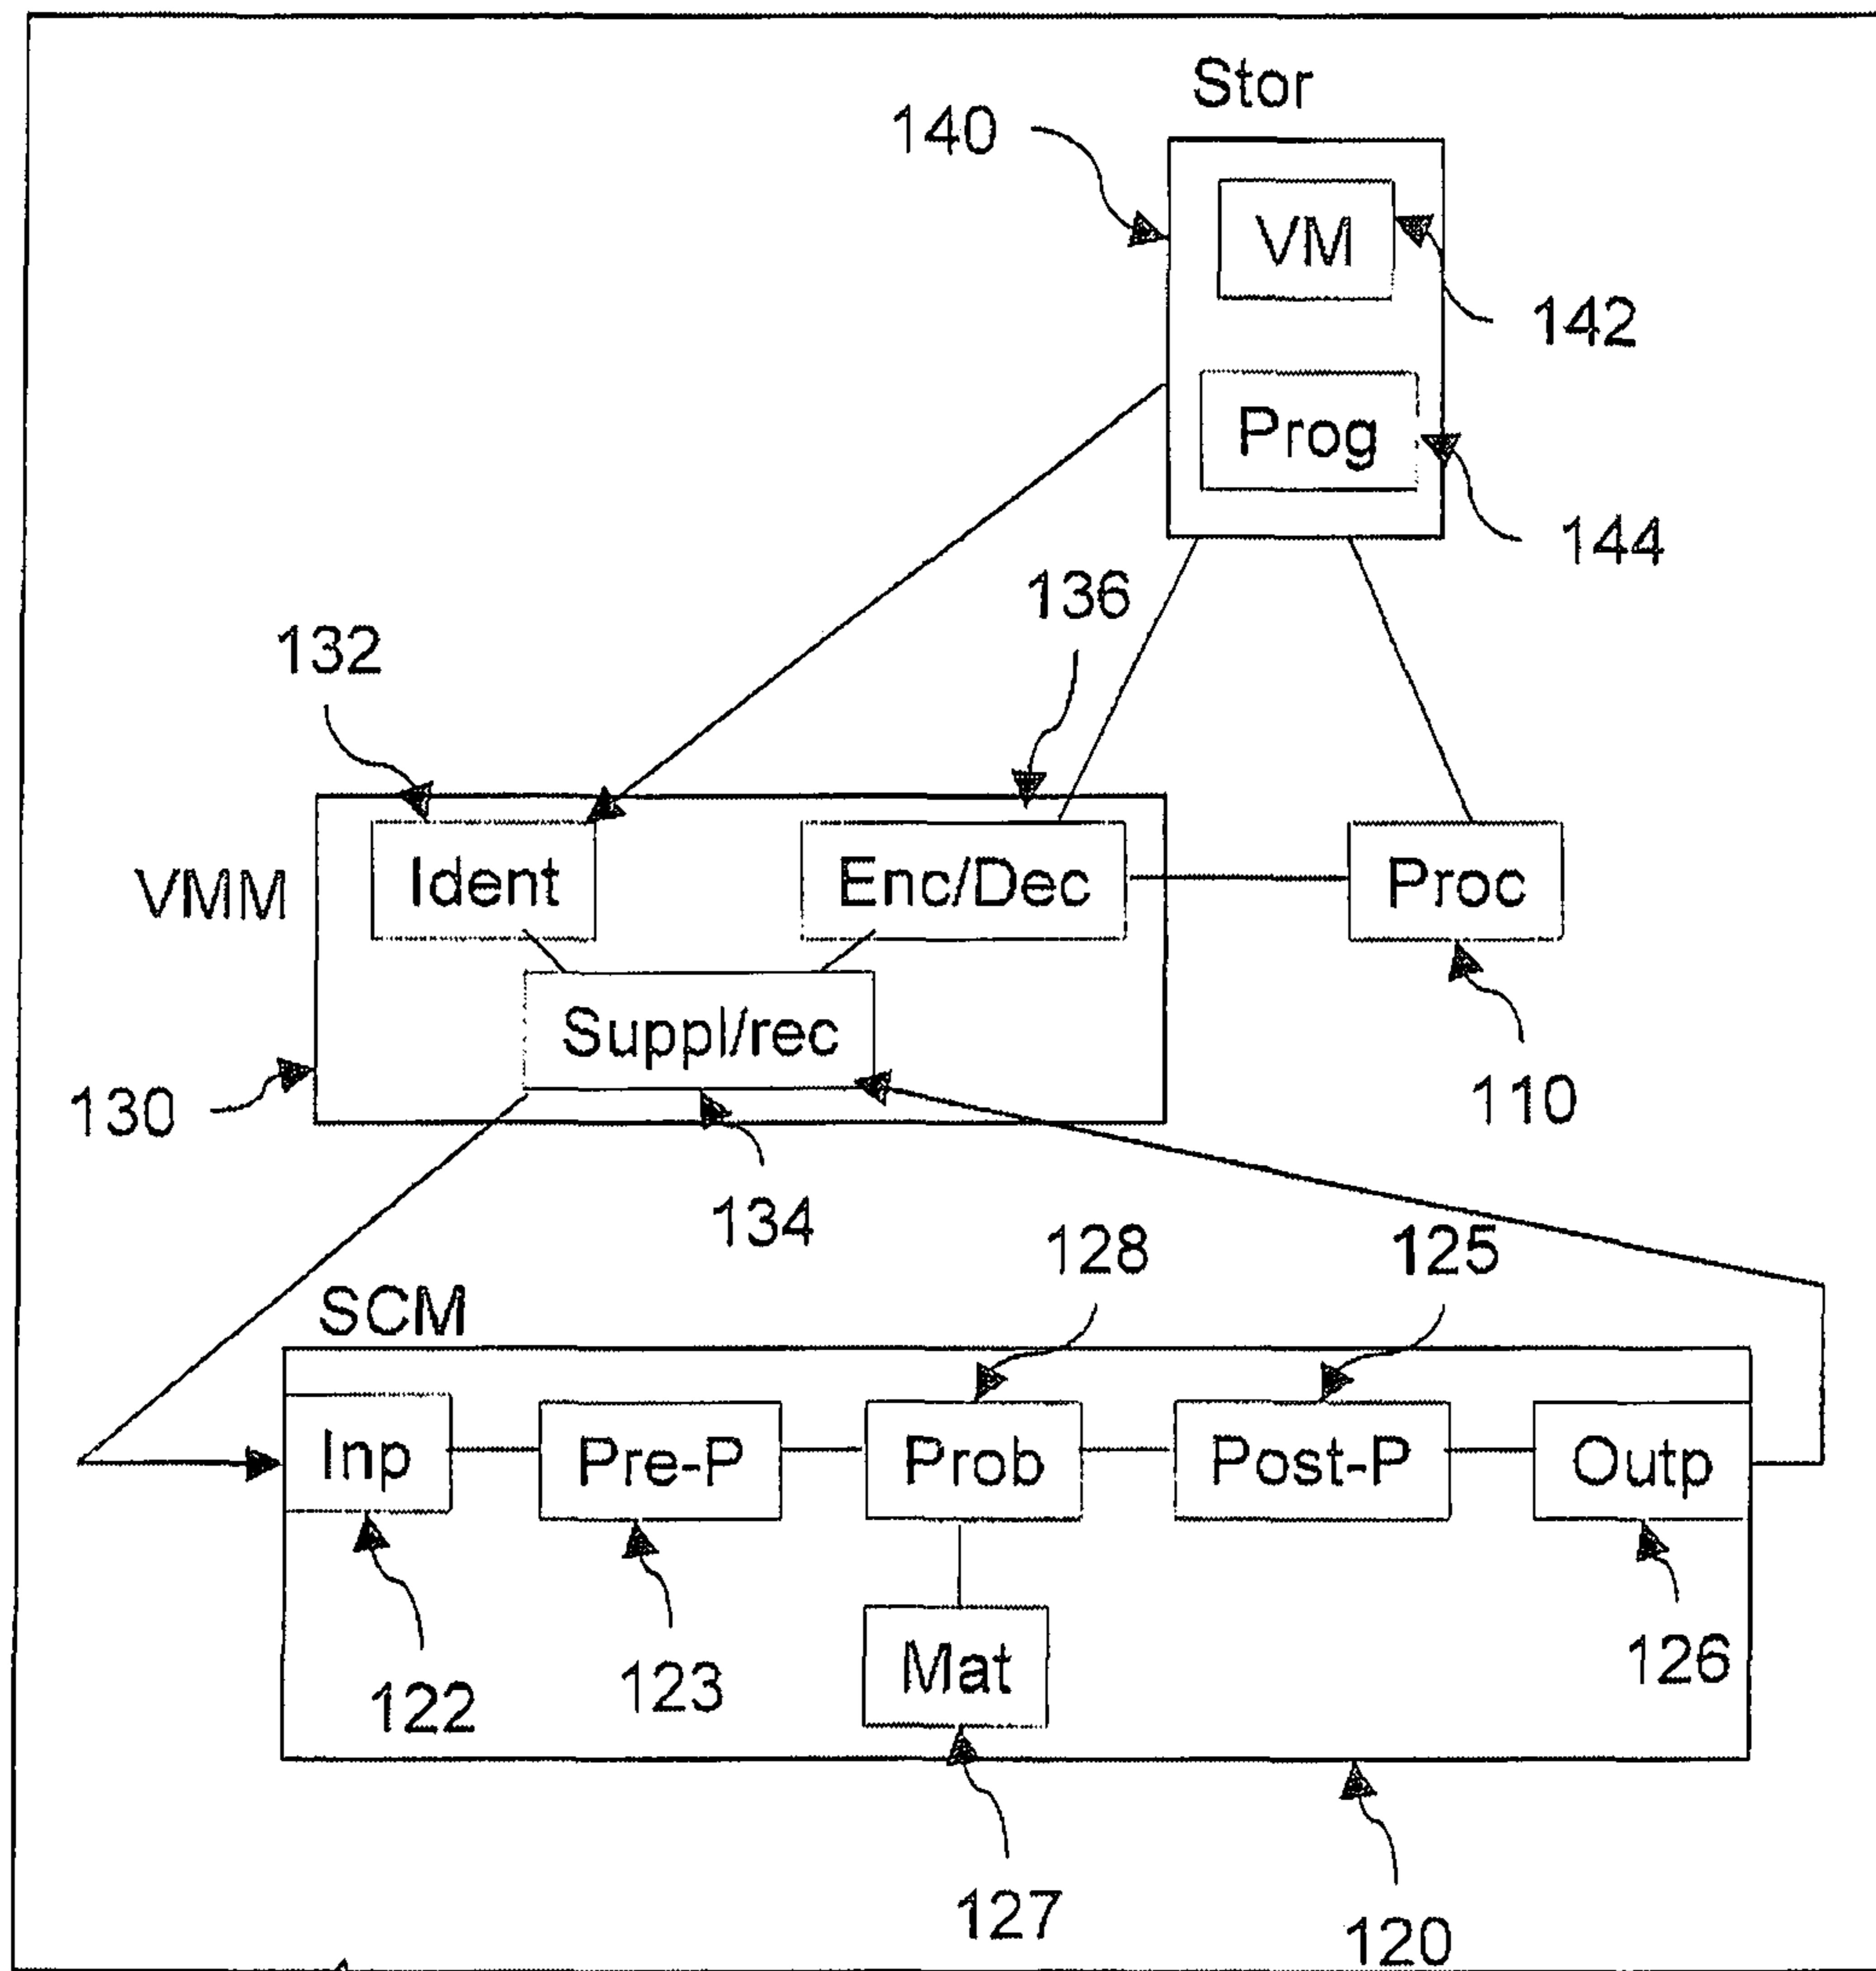 Stor
140
VM
142
Prog
144
136
132
VMM
Ident
Enc/Dec
Proc
Suppl/rec
130
110
134
128
125
SCM
Inp
Pre-P
Prob
Post-P
Outp
Mat
122
123
126
127
120